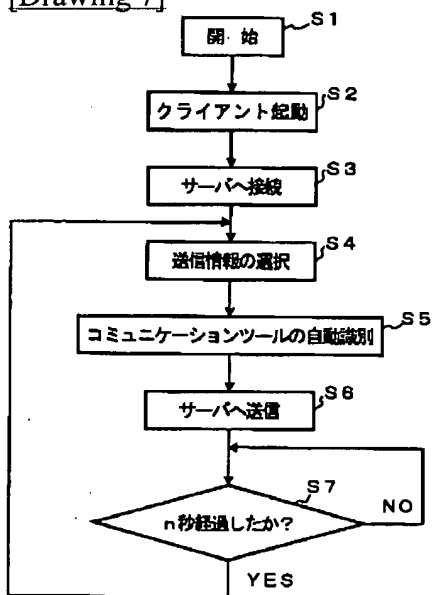 [Drawing 7]
開始
S1
クライアント起動
S2
サーバへ接続
S3
送信情報の選択
S4
コミュニケーションツールの自動識別
S5
サーバへ送信
S6
n秒経過したか?
S7
NO
YES